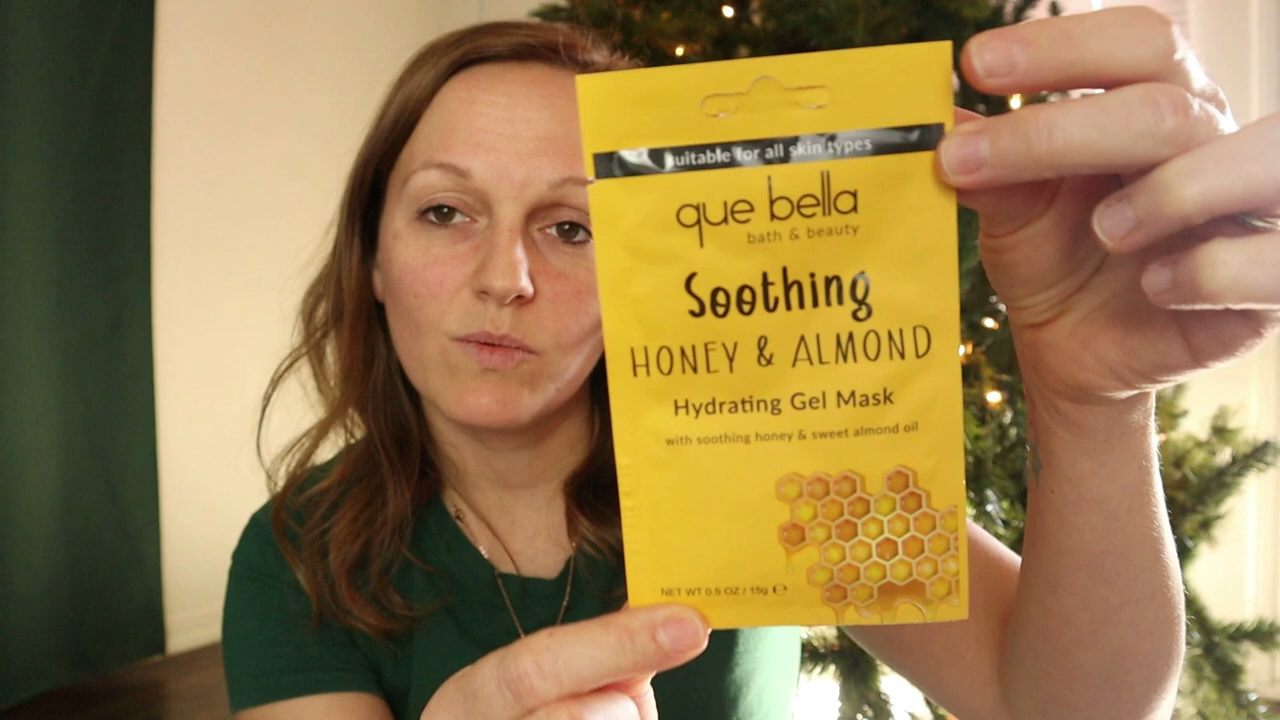 suitable for all skin types
que bella
bath & beauty
Soothing
HONEY & ALMOND
Hydrating Gel Mask
with soothing honey & sweet almond oil
NET WT 0.5 OZ / 15g ℮